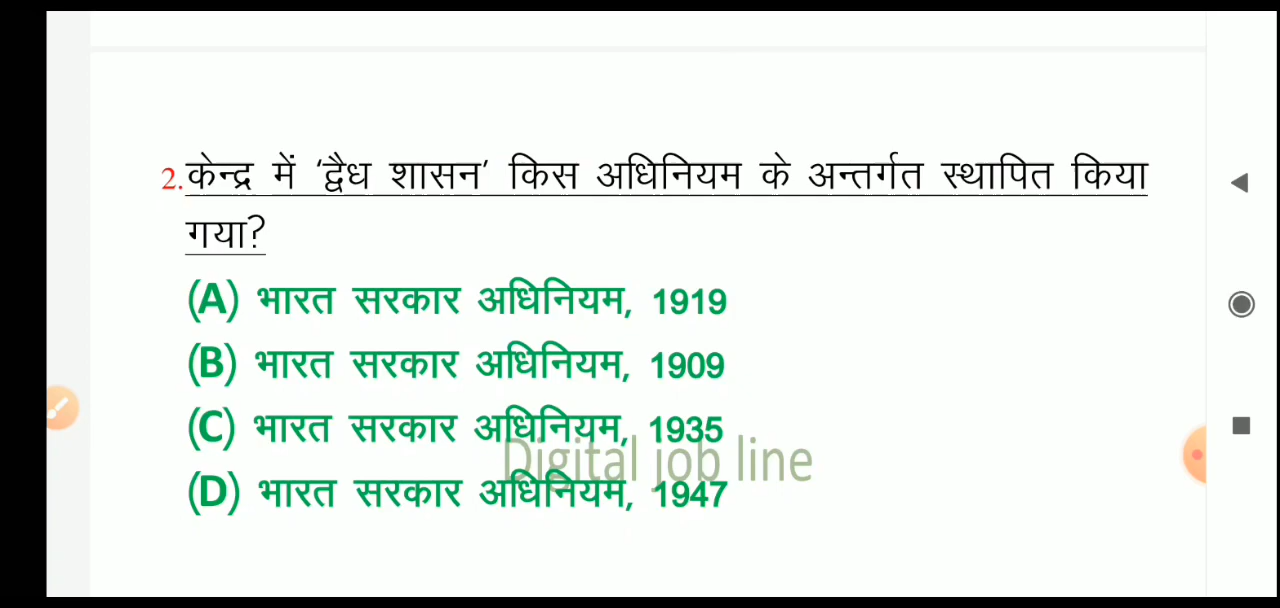 2. केन्द्र में ‘द्वैध शासन’ किस अधिनियम के अन्तर्गत स्थापित किया
गया?
(A) भारत सरकार अधिनियम, 1919
(B) भारत सरकार अधिनियम, 1909
(C) भारत सरकार अधिनियम, 1935
Digital job line
(D) भारत सरकार अधिनियम, 1947